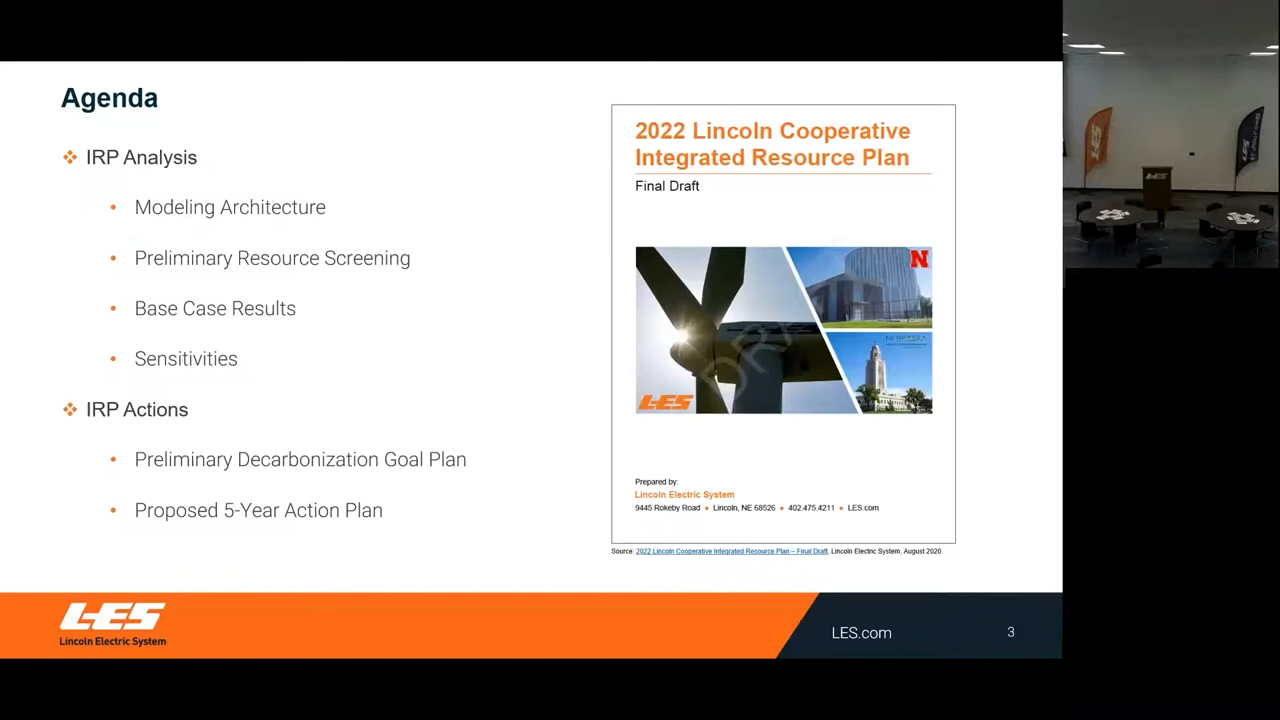 Agenda
IRP Analysis
Modeling Architecture
Preliminary Resource Screening
Base Case Results
Sensitivities
IRP Actions
Preliminary Decarbonization Goal Plan
Proposed 5-Year Action Plan
2022 Lincoln Cooperative
Integrated Resource Plan
Final Draft
N
LES
Prepared by:
Lincoln Electric System
9445 Rokeby Road • Lincoln, NE 68526 • 402.475.4211 • LES.com
Source: 2022 Lincoln Cooperative Integrated Resource Plan – Final Draft, Lincoln Electric System, August 2020.
LES
Lincoln Electric System
LES.com
3
LES
LES
LES